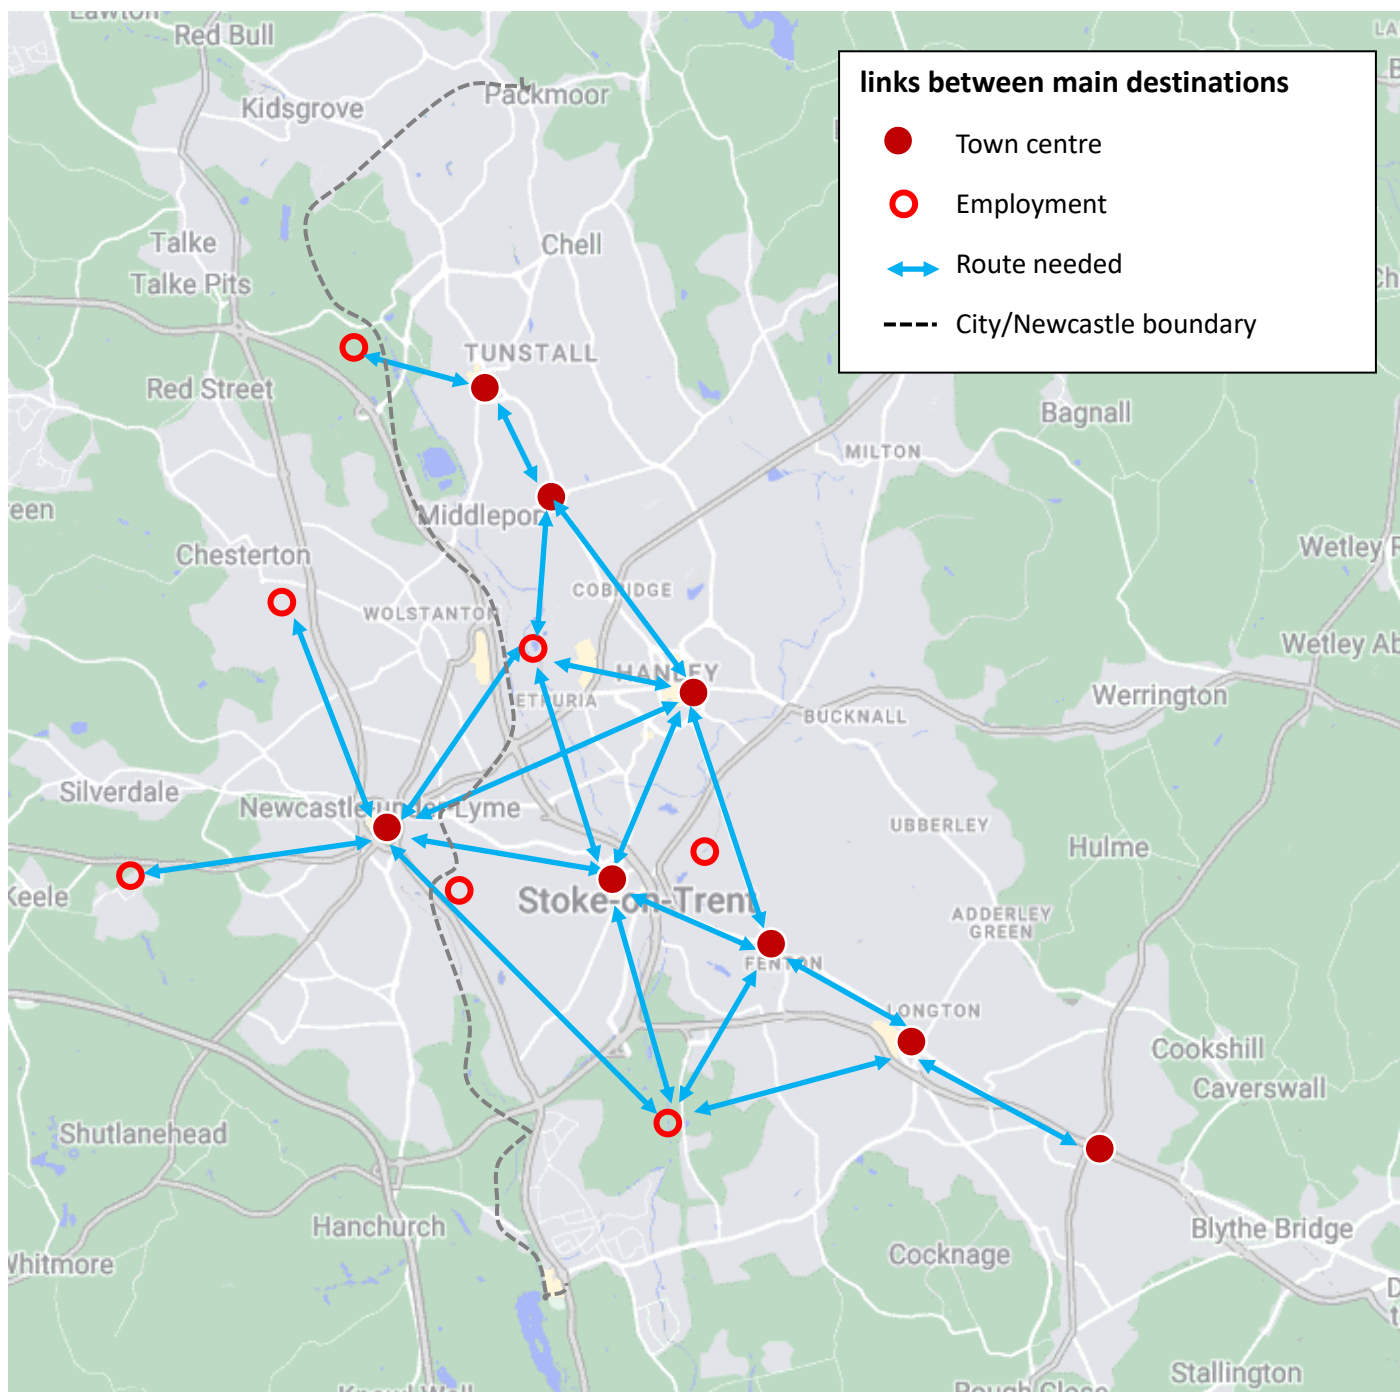 Red Bull
links between main destinations
Town centre
Employment
Route needed
City/Newcastle boundary
Kidsgrove
Packmoor
Talke
Chell
Talke Pits
TUNSTALL
Red Street
Bagnall
MILTON
Chesterton
COBRIDGE
WOLSTANTON
HANLEY
ETRURIA
Werrington
BUCKNALL
Silverdale
Newcastle-under-Lyme
UBBERLEY
Hulme
Keele
Stoke-on-Trent
ADDERLEY
GREEN
FENTON
LONGTON
Cookshill
Caverswall
Shutlanehead
Hanchurch
Blythe Bridge
Cocknage
Whitmore
Stallington